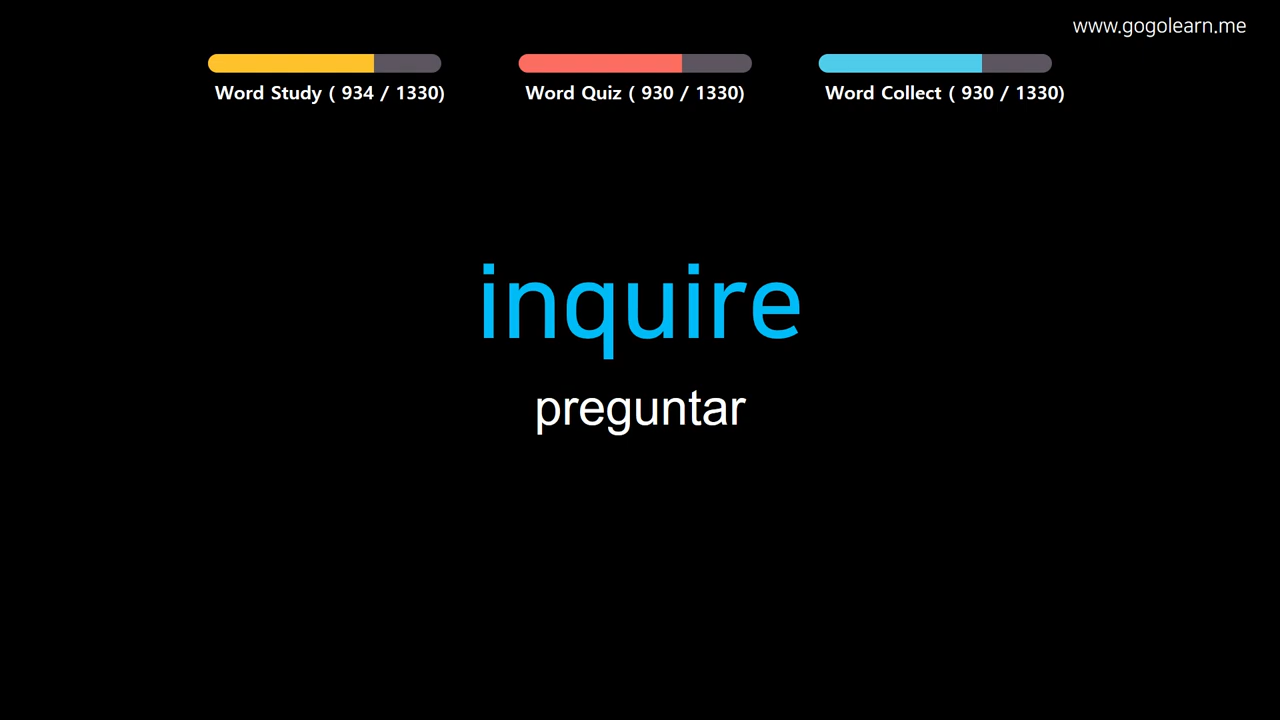 www.gogolearn.me
Word Study ( 934 / 1330)
Word Quiz ( 930 / 1330)
Word Collect ( 930 / 1330)
inquire
preguntar